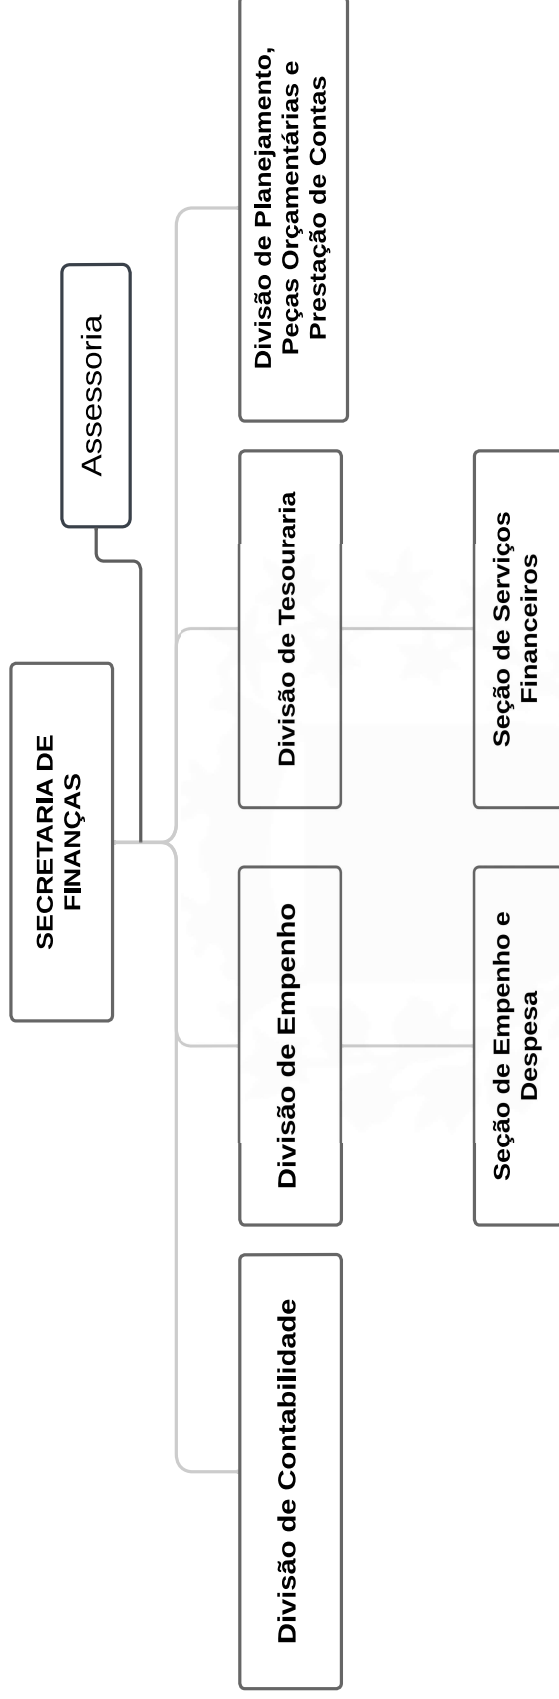 SECRETARIA DE
FINANÇAS
Assessoria
Divisão de Contabilidade
Divisão de Empenho
Divisão de Tesouraria
Divisão de Planejamento,
Peças Orçamentárias e
Prestação de Contas
Seção de Empenho e
Despesa
Seção de Serviços
Financeiros